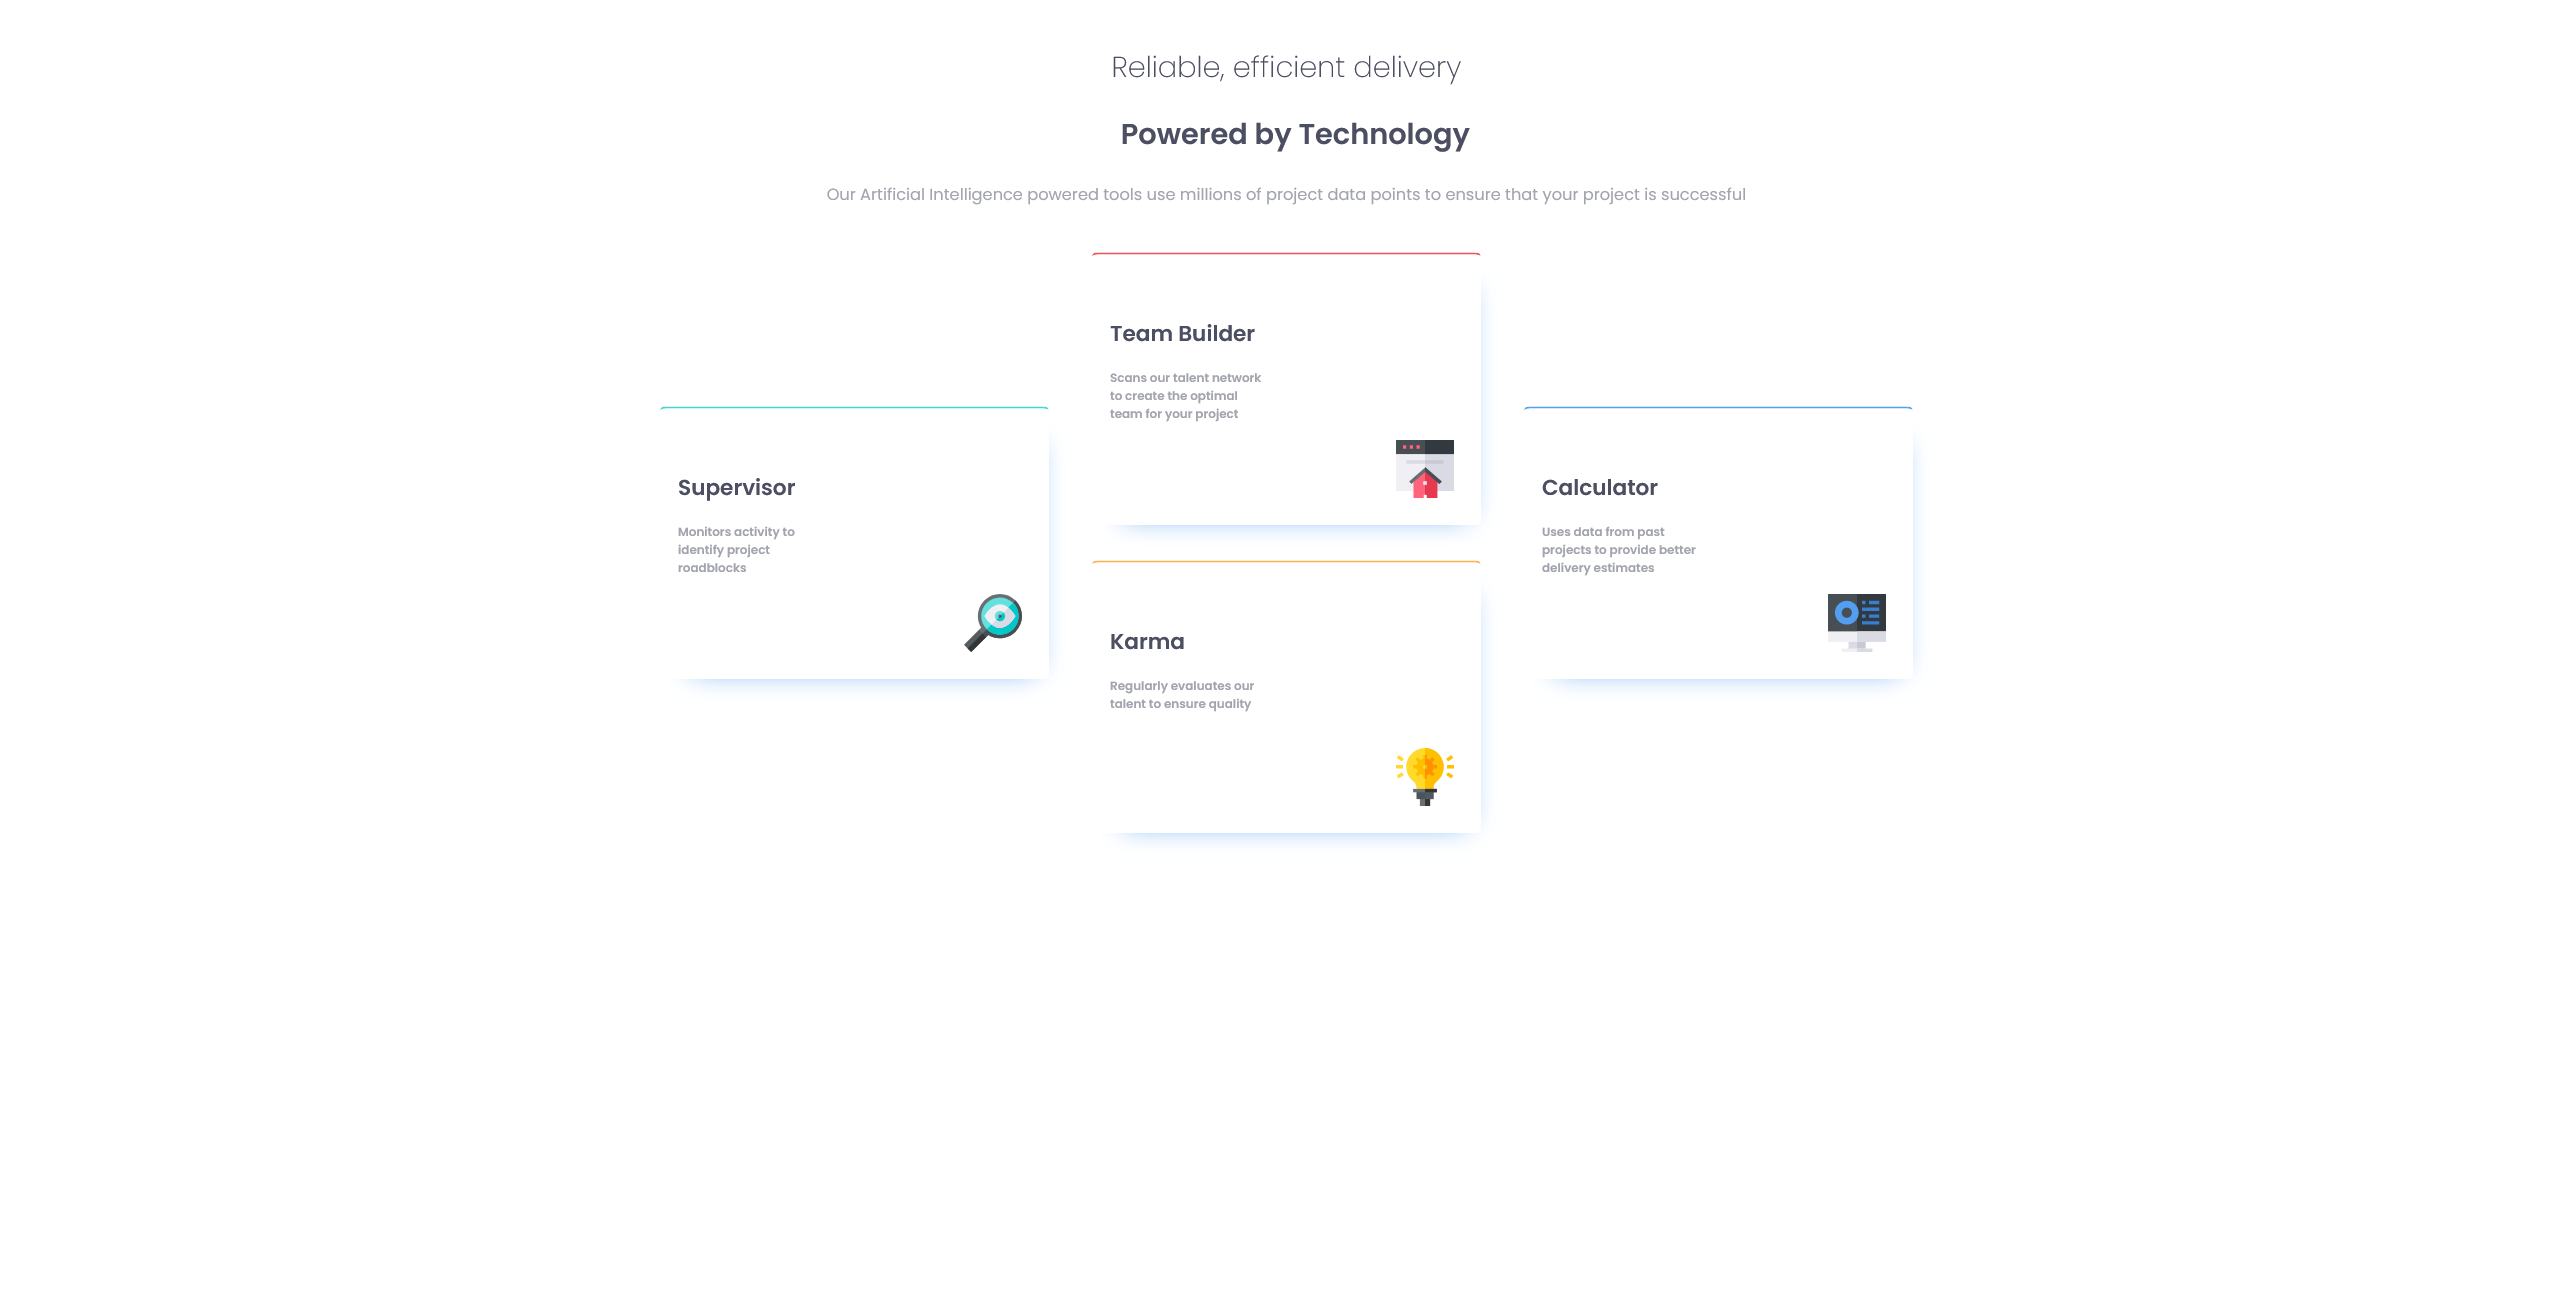 Reliable, efficient delivery
Powered by Technology
Our Artificial Intelligence powered tools use millions of project data points to ensure that your project is successful
Supervisor
Monitors activity to
identify project
roadblocks
Team Builder
Scans our talent network
to create the optimal
team for your project
Karma
Regularly evaluates our
talent to ensure quality
Calculator
Uses data from past
projects to provide better
delivery estimates